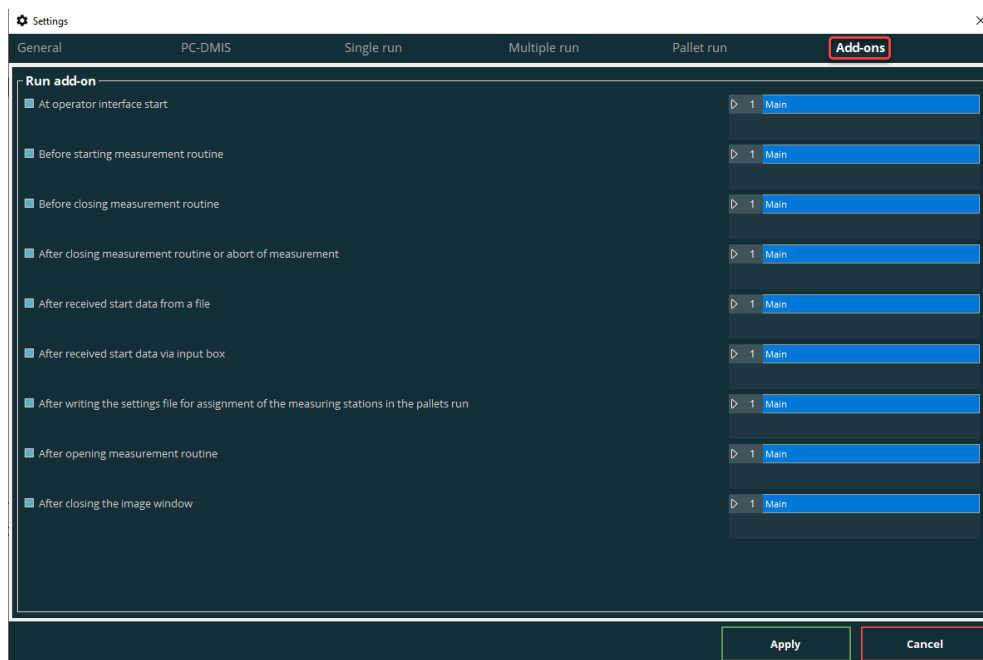 Settings
General PC-DMIS Single run Multiple run Pallet run Add-ons
Run add-on
At operator interface start 1 Main
Before starting measurement routine 1 Main
Before closing measurement routine 1 Main
After closing measurement routine or abort of measurement 1 Main
After received start data from a file 1 Main
After received start data via input box 1 Main
After writing the settings file for assignment of the measuring stations in the pallets run 1 Main
After opening measurement routine 1 Main
After closing the image window 1 Main
Apply Cancel